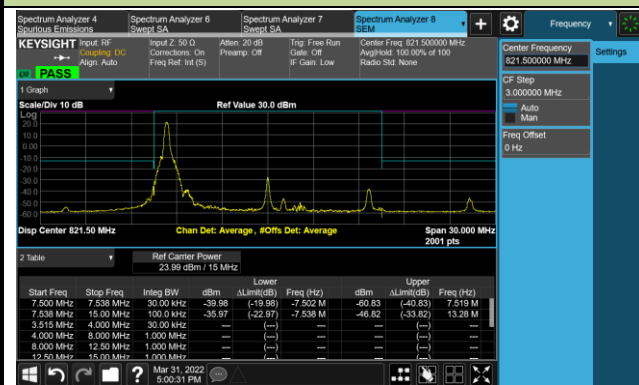 Spectrum Analyzer 4 Spectrum Analyzer 6 Spectrum Analyzer 7 Spectrum Analyzer 8 Frequency
Spurious Emissions Swept SA Swept SA SEM
KEYSIGHT Input: RF Input Z: 50 Ω Atten: 20 dB Trig: Free Run Center Freq: 821.500000 MHz
Coupling: DC Corrections: On Preamp: Off Gate: Off Avg|Hold: 100.00% of 100
Align: Auto Freq Ref: Int (S) IF Gain: Low Radio Std: None
PASS
Center Frequency
821.500000 MHz
Settings
CF Step
3.000000 MHz
Auto
Man
Freq Offset
0 Hz
1 Graph
Scale/Div 10 dB Ref Value 30.0 dBm
Log
20.0
10.0
0.00
-10.0
-20.0
-30.0
-40.0
-50.0
-60.0
Disp Center 821.50 MHz Chan Det: Average, #Offs Det: Average Span 30.000 MHz
2001 pts
2 Table Ref Carrier Power
23.99 dBm / 15 MHz
Lower Upper
Start Freq Stop Freq Integ BW dBm ΔLimit(dB) Freq (Hz) dBm ΔLimit(dB) Freq (Hz)
7.500 MHz 7.538 MHz 30.00 kHz -39.98 (-19.98) -7.502 M -60.83 (-40.83) 7.519 M
7.538 MHz 15.00 MHz 100.0 kHz -35.97 (-22.97) -7.538 M -46.82 (-33.82) 13.28 M
3.515 MHz 4.000 MHz 30.00 kHz --- (---) --- --- (---) ---
4.000 MHz 8.000 MHz 1.000 MHz --- (---) --- --- (---) ---
8.000 MHz 12.50 MHz 1.000 MHz --- (---) --- --- (---) ---
12.50 MHz 15.00 MHz 1.000 MHz --- (---) --- --- (---) ---
? Mar 31, 2022
5:00:31 PM